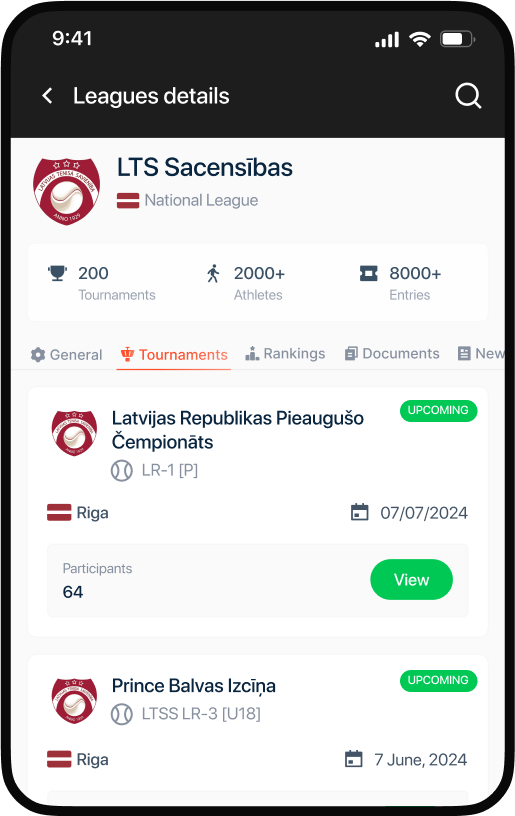 9:41
Leagues details
LATVIJAS TENISA SAVIENĪBA
ANNO 1929
LTS Sacensības
National League
200
Tournaments
2000+
Athletes
8000+
Entries
General
Tournaments
Rankings
Documents
New
UPCOMING
Latvijas Republikas Pieaugušo
Čempionāts
LR-1 [P]
Riga
07/07/2024
Participants
64
View
UPCOMING
Prince Balvas Izcīņa
LTSS LR-3 [U18]
Riga
7 June, 2024